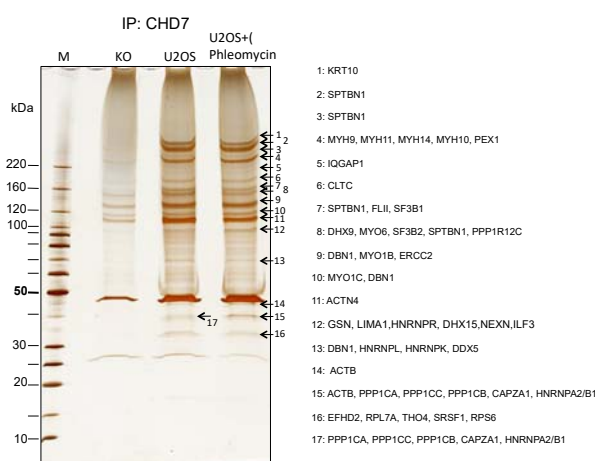 IP: CHD7
U2OS+(
M KO U2OS Phleomycin
kDa
220
160
120
100
50
30
20
10
1
2
3
4
5
6
7
8
9
10
11
12
13
14
15
17
16
1: KRT10
2: SPTBN1
3: SPTBN1
4: MYH9, MYH11, MYH14, MYH10, PEX1
5: IQGAP1
6: CLTC
7: SPTBN1, FLII, SF3B1
8: DHX9, MYO6, SF3B2, SPTBN1, PPP1R12C
9: DBN1, MYO1B, ERCC2
10: MYO1C, DBN1
11: ACTN4
12: GSN, LIMA1,HNRNPR, DHX15,NEXN,ILF3
13: DBN1, HNRNPL, HNRNPK, DDX5
14: ACTB
15: ACTB, PPP1CA, PPP1CC, PPP1CB, CAPZA1, HNRNPA2/B1
16: EFHD2, RPL7A, THO4, SRSF1, RPS6
17: PPP1CA, PPP1CC, PPP1CB, CAPZA1, HNRNPA2/B1